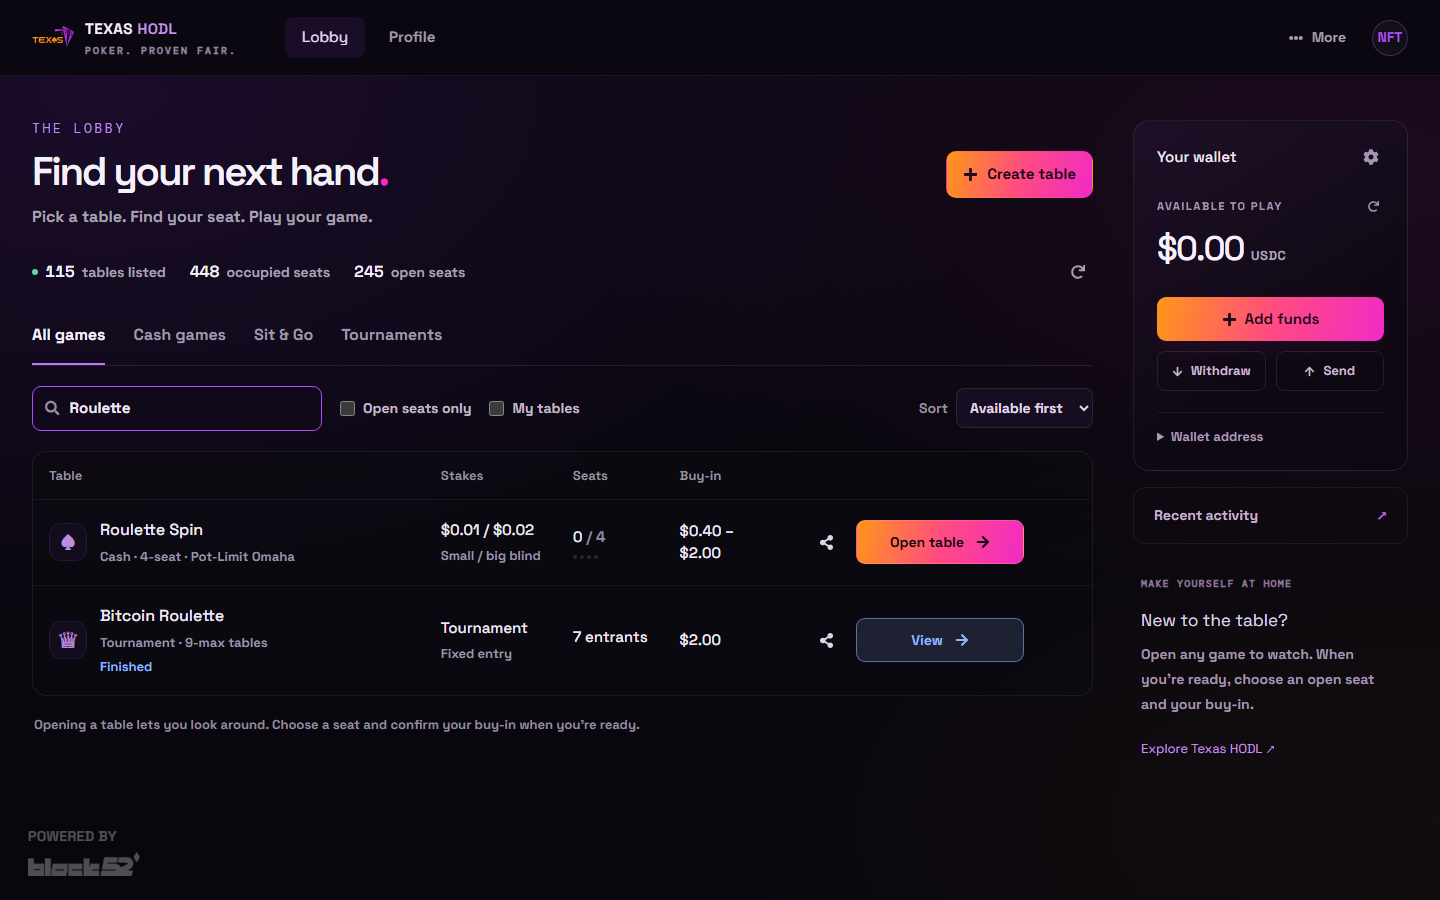 TEXAS
TEXAS HODL
POKER. PROVEN FAIR.
Lobby
Profile
••• More
NFT
THE LOBBY
Find your next hand.
Pick a table. Find your seat. Play your game.
Create table
115 tables listed
448 occupied seats
245 open seats
All games
Cash games
Sit & Go
Tournaments
Roulette
Open seats only
My tables
Sort
Available first
Table
Stakes
Seats
Buy-in
Roulette Spin
Cash · 4-seat · Pot-Limit Omaha
$0.01 / $0.02
Small / big blind
0 / 4
$0.40 –
$2.00
Open table →
Bitcoin Roulette
Tournament · 9-max tables
Finished
Tournament
Fixed entry
7 entrants
$2.00
View →
Opening a table lets you look around. Choose a seat and confirm your buy-in when you're ready.
Your wallet
AVAILABLE TO PLAY
$0.00 USDC
Add funds
↓ Withdraw
↑ Send
▶ Wallet address
Recent activity ↗
MAKE YOURSELF AT HOME
New to the table?
Open any game to watch. When
you're ready, choose an open seat
and your buy-in.
Explore Texas HODL ↗
POWERED BY
block52